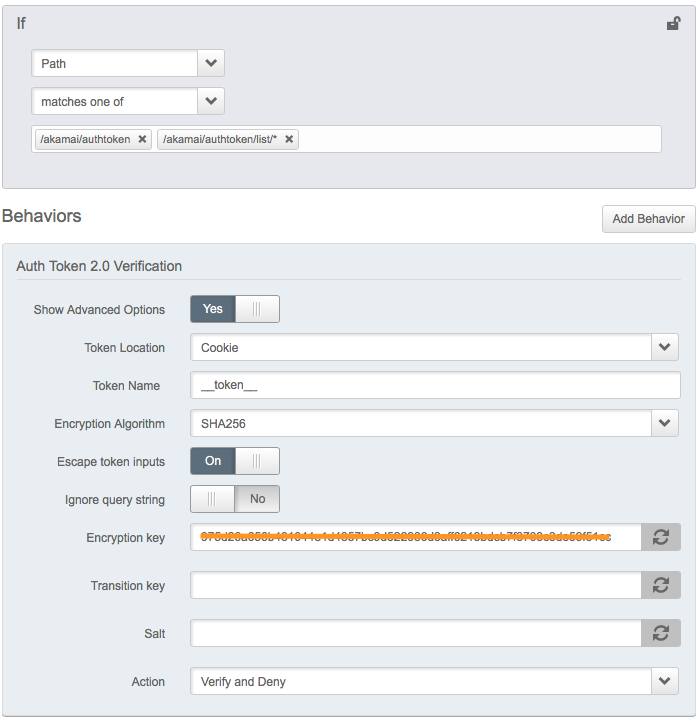 If
Path
matches one of
/akamai/authtoken ✖ /akamai/authtoken/list/* ✖
Behaviors
Add Behavior
Auth Token 2.0 Verification
Show Advanced Options Yes
Token Location Cookie
Token Name __token__
Encryption Algorithm SHA256
Escape token inputs On
Ignore query string No
Encryption key
Transition key
Salt
Action Verify and Deny